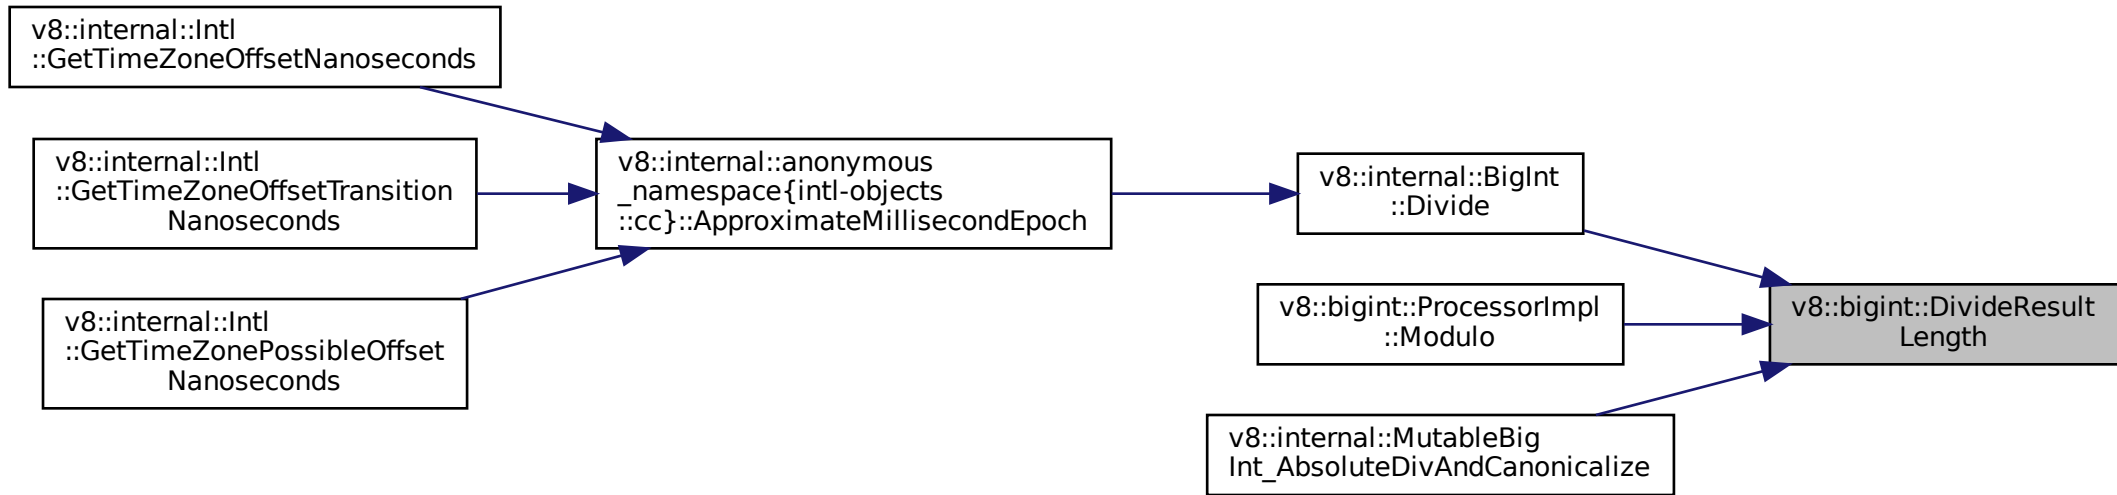 v8::internal::Intl
::GetTimeZoneOffsetNanoseconds
v8::internal::Intl
::GetTimeZoneOffsetTransition
Nanoseconds
v8::internal::Intl
::GetTimeZonePossibleOffset
Nanoseconds
v8::internal::anonymous
_namespace{intl-objects
::cc}::ApproximateMillisecondEpoch
v8::internal::BigInt
::Divide
v8::bigint::ProcessorImpl
::Modulo
v8::internal::MutableBig
Int_AbsoluteDivAndCanonicalize
v8::bigint::DivideResult
Length